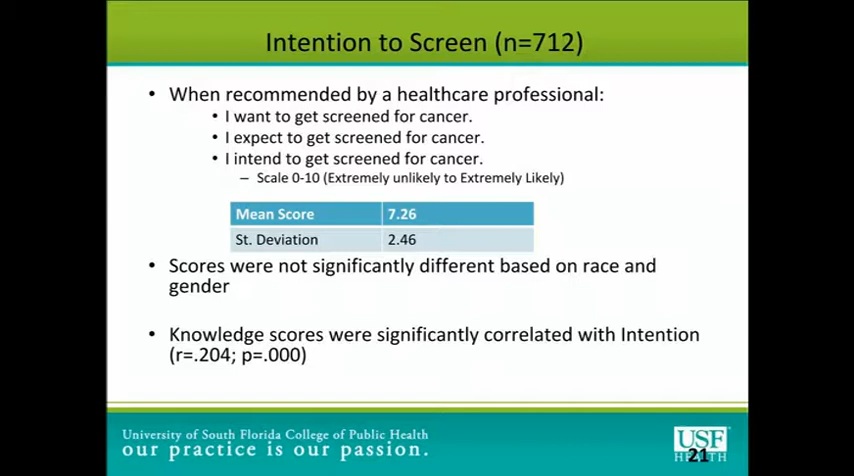 Intention to Screen (n=712)
• When recommended by a healthcare professional:
• I want to get screened for cancer.
• I expect to get screened for cancer.
• I intend to get screened for cancer.
– Scale 0-10 (Extremely unlikely to Extremely Likely)
Mean Score 7.26
St. Deviation 2.46
• Scores were not significantly different based on race and
gender
• Knowledge scores were significantly correlated with Intention
(r=.204; p=.000)
University of South Florida College of Public Health
our practice is our passion.
USF
HEALTH
21